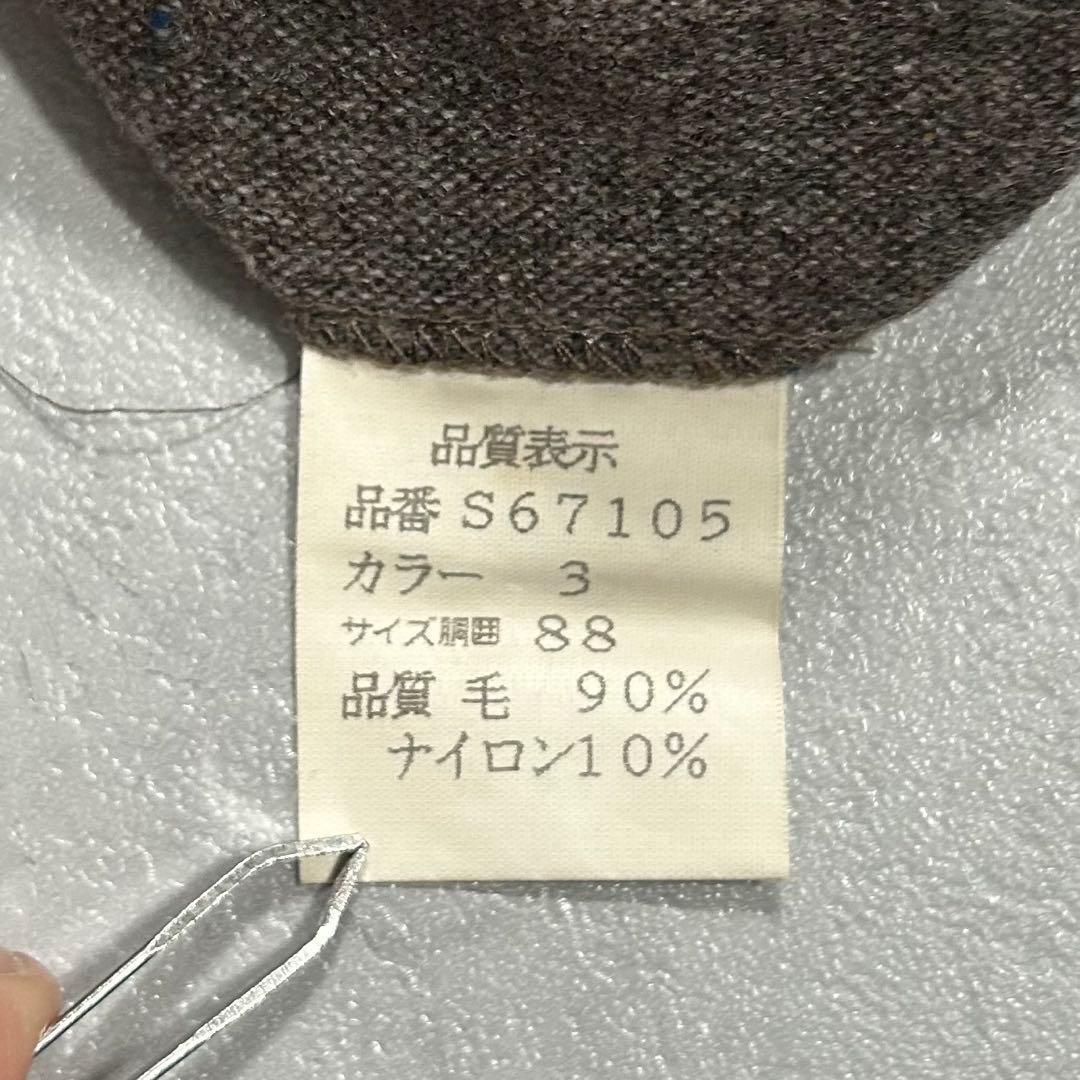 品質表示
品番 S67105
カラー 3
サイズ胴囲 88
品質 毛 90%
ナイロン10%